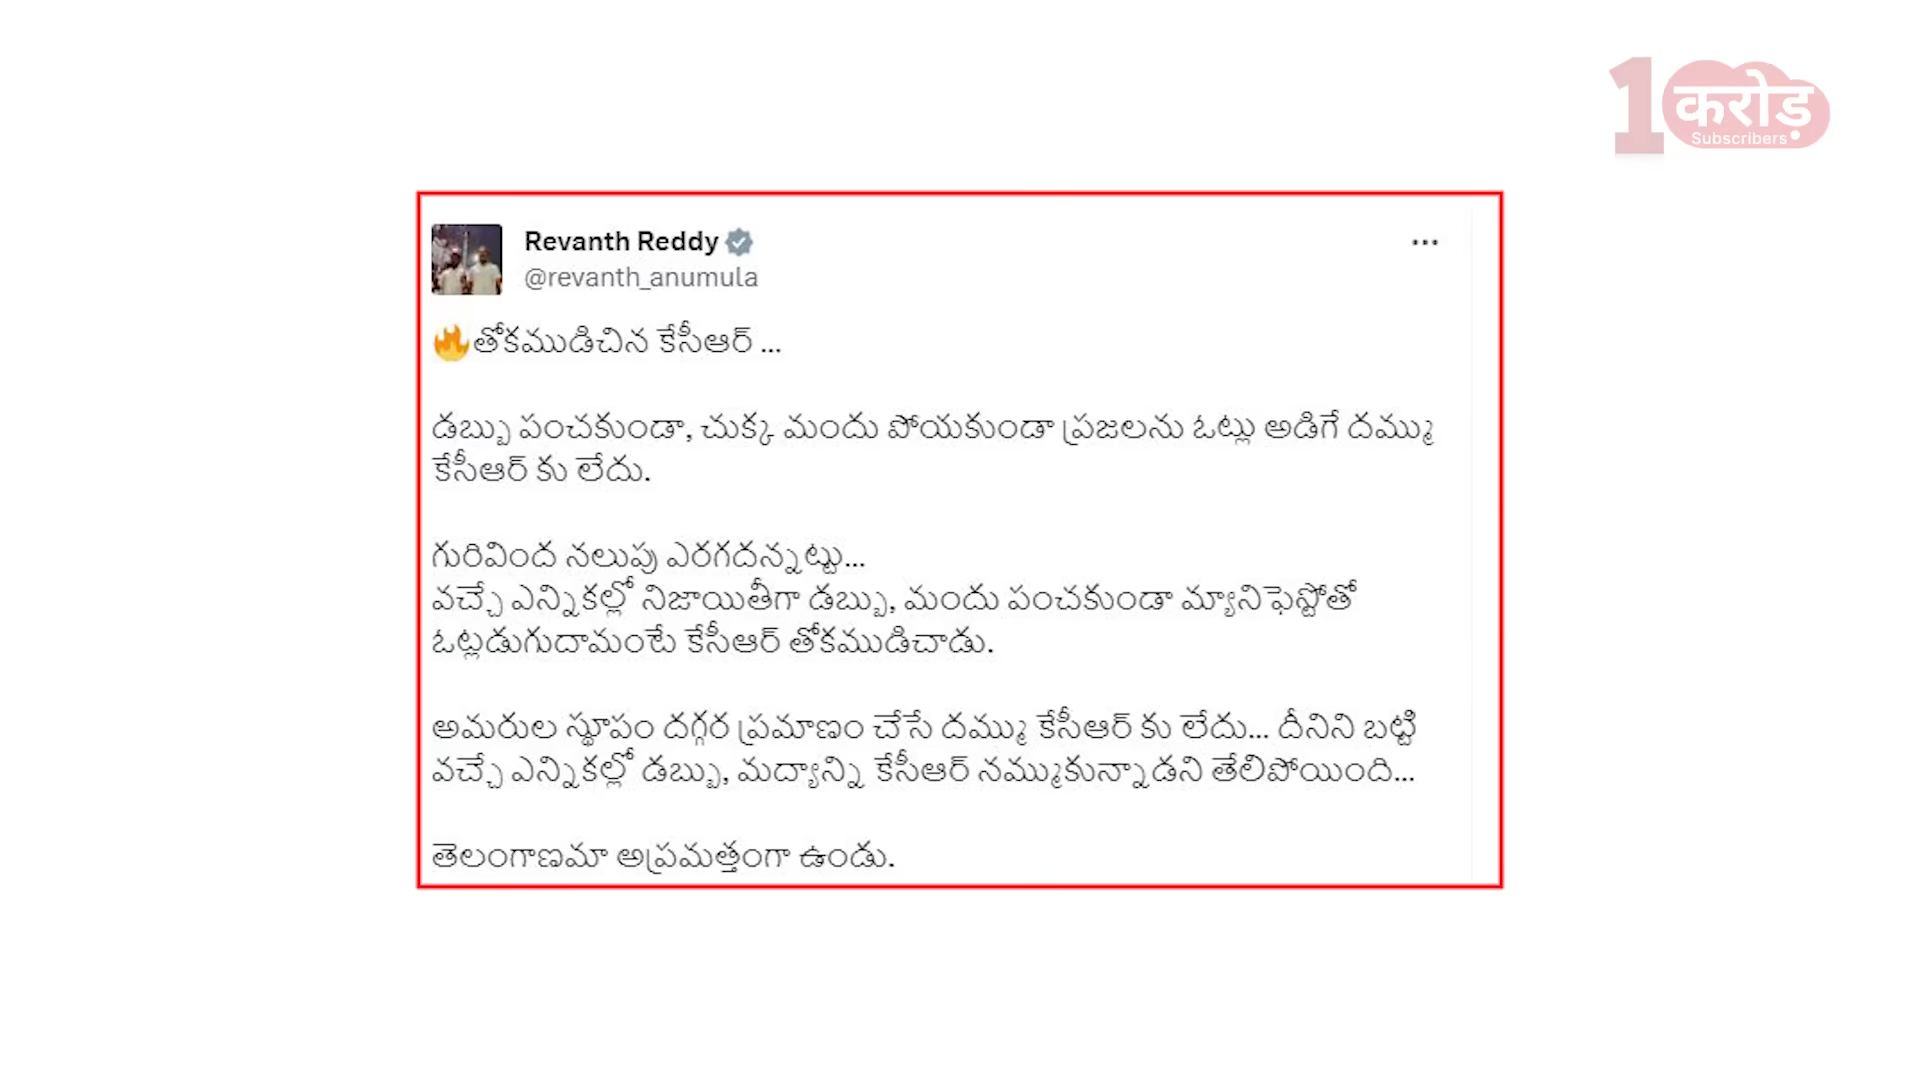 10 करोड़
Subscribers
Revanth Reddy
@revanth_anumula
🔥తోకముడిచిన కేసీఆర్ ...
డబ్బు పంచకుండా, చుక్క మందు పోయకుండా ప్రజలను ఓట్లు అడిగే దమ్ము
కేసీఆర్ కు లేదు.
గురివింద నలుపు ఎరగదన్నట్టు...
వచ్చే ఎన్నికల్లో నిజాయితీగా డబ్బు, మందు పంచకుండా మ్యానిఫెస్టోతో
ఓట్లడుగుదామంటే కేసీఆర్ తోకముడిచాడు.
అమరుల స్థూపం దగ్గర ప్రమాణం చేసే దమ్ము కేసీఆర్ కు లేదు... దీనిని బట్టి
వచ్చే ఎన్నికల్లో డబ్బు, మద్యాన్ని కేసీఆర్ నమ్ముకున్నాడని తేలిపోయింది...
తెలంగాణమా అప్రమత్తంగా ఉండు.